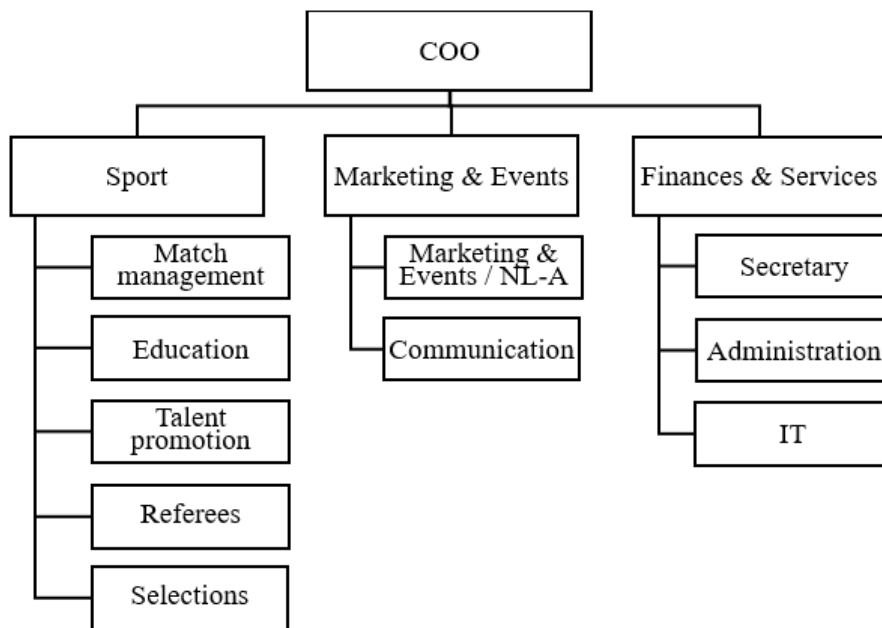 COO
Sport
Marketing & Events
Finances & Services
Match
management
Education
Talent
promotion
Referees
Selections
Marketing &
Events / NL-A
Communication
Secretary
Administration
IT